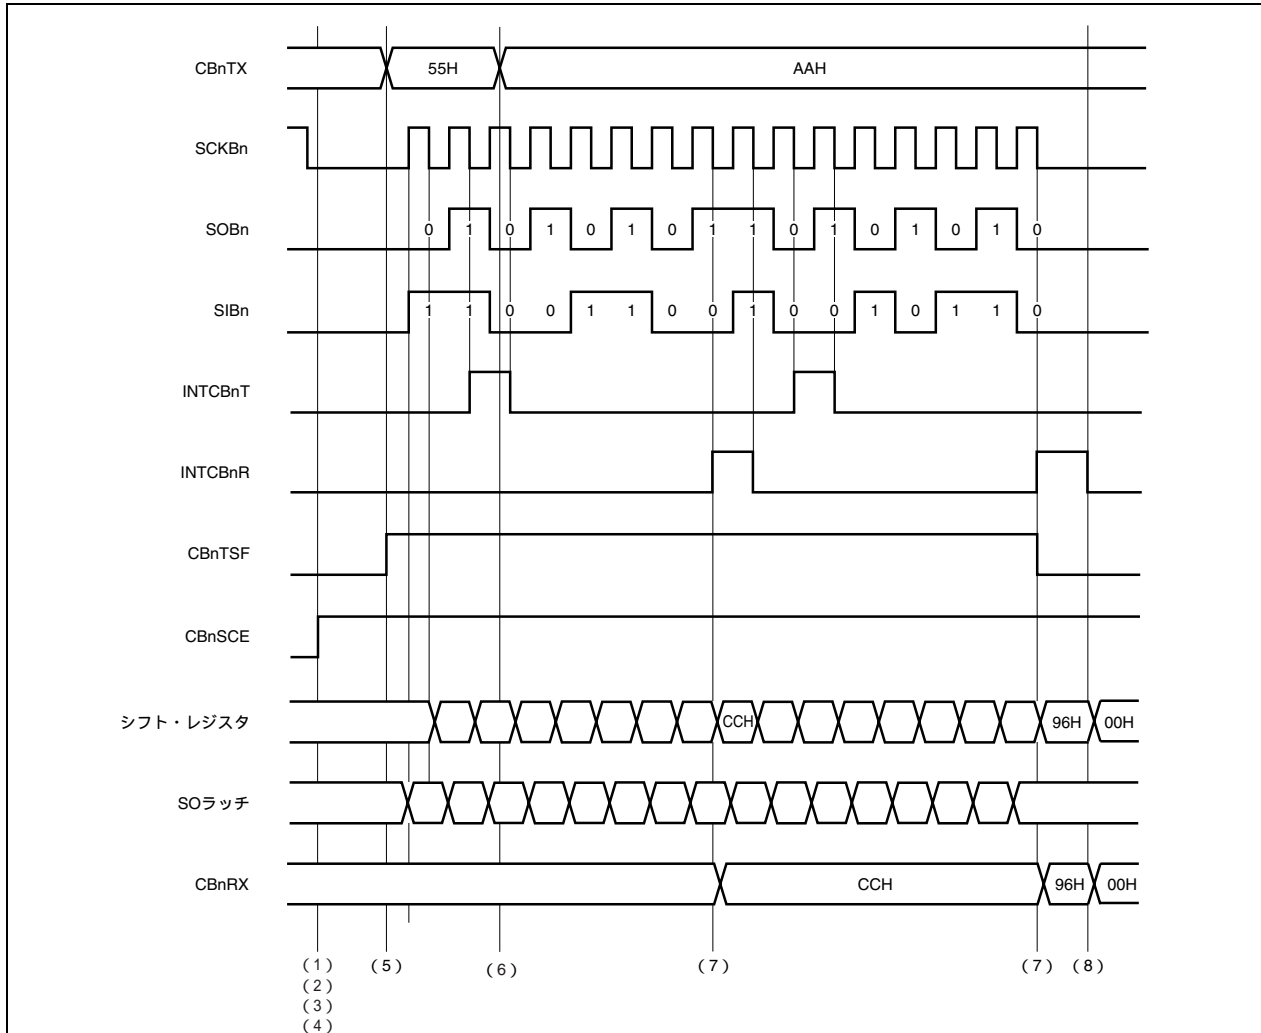 CBnTX 55H AAH
SCKBn
SOBn 0 1 0 1 0 1 0 1 1 0 1 0 1 0 1 0
SIBn 1 1 0 0 1 1 0 0 1 0 0 1 0 1 1 0
INTCBnT
INTCBnR
CBnTSF
CBnSCE
シフト・レジスタ CCH 96H 00H
SOラッチ
CBnRX CCH 96H 00H
(1) (5) (6) (7) (7) (8)
(2)
(3)
(4)